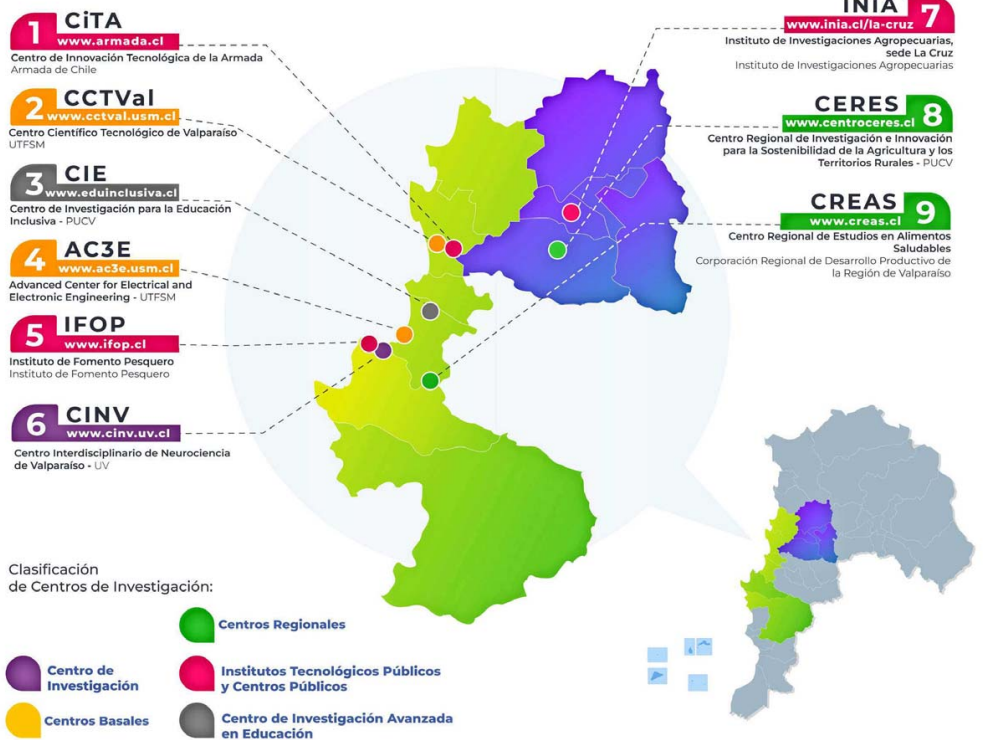 1 CiTA
www.armada.cl
Centro de Innovación Tecnológica de la Armada
Armada de Chile
2 CCTVal
www.cctval.usm.cl
Centro Científico Tecnológico de Valparaíso
UTFSM
3 CIE
www.eduinclusiva.cl
Centro de Investigación para la Educación
Inclusiva - PUCV
4 AC3E
www.ac3e.usm.cl
Advanced Center for Electrical and
Electronic Engineering - UTFSM
5 IFOP
www.ifop.cl
Instituto de Fomento Pesquero
Instituto de Fomento Pesquero
6 CINV
www.cinv.uv.cl
Centro Interdisciplinario de Neurociencia
de Valparaíso - UV
INIA 7
www.inia.cl/la-cruz
Instituto de Investigaciones Agropecuarias,
sede La Cruz
Instituto de Investigaciones Agropecuarias
CERES 8
www.centroceres.cl
Centro Regional de Investigación e Innovación
para la Sostenibilidad de la Agricultura y los
Territorios Rurales - PUCV
CREAS 9
www.creas.cl
Centro Regional de Estudios en Alimentos
Saludables
Corporación Regional de Desarrollo Productivo de
la Región de Valparaíso
Clasificación
de Centros de Investigación:
Centros Regionales
Centro de
Investigación
Institutos Tecnológicos Públicos
y Centros Públicos
Centros Basales
Centro de Investigación Avanzada
en Educación